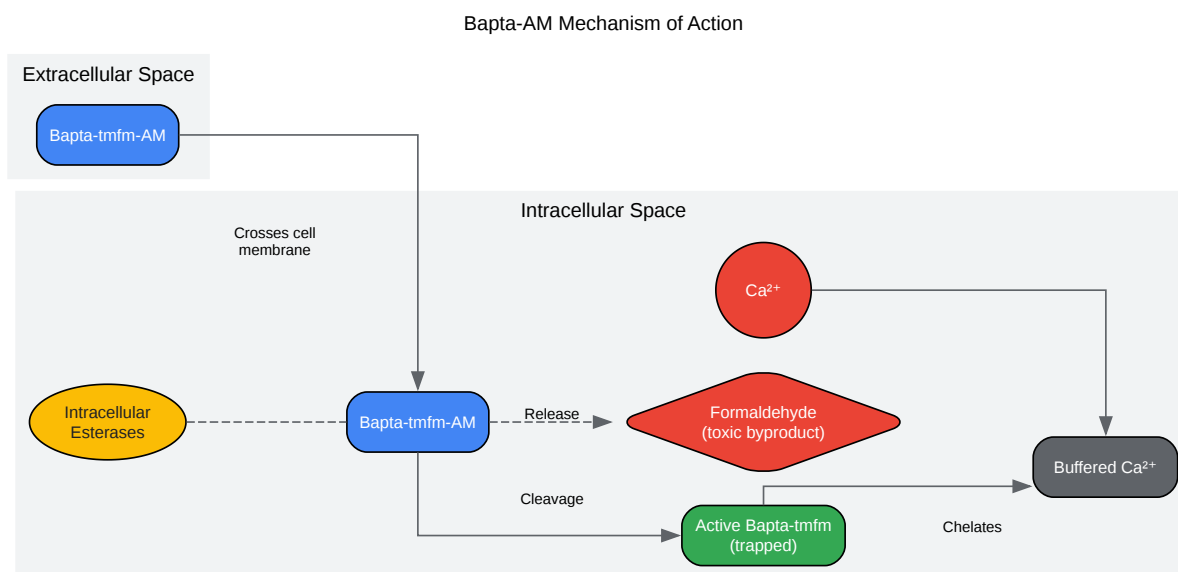 Bapta-AM Mechanism of Action
Extracellular Space
Bapta-tmfm-AM
Intracellular Space
Crosses cell
membrane
Ca²⁺
Intracellular
Esterases
Bapta-tmfm-AM
Release
Formaldehyde
(toxic byproduct)
Buffered Ca²⁺
Cleavage
Active Bapta-tmfm
(trapped)
Chelates